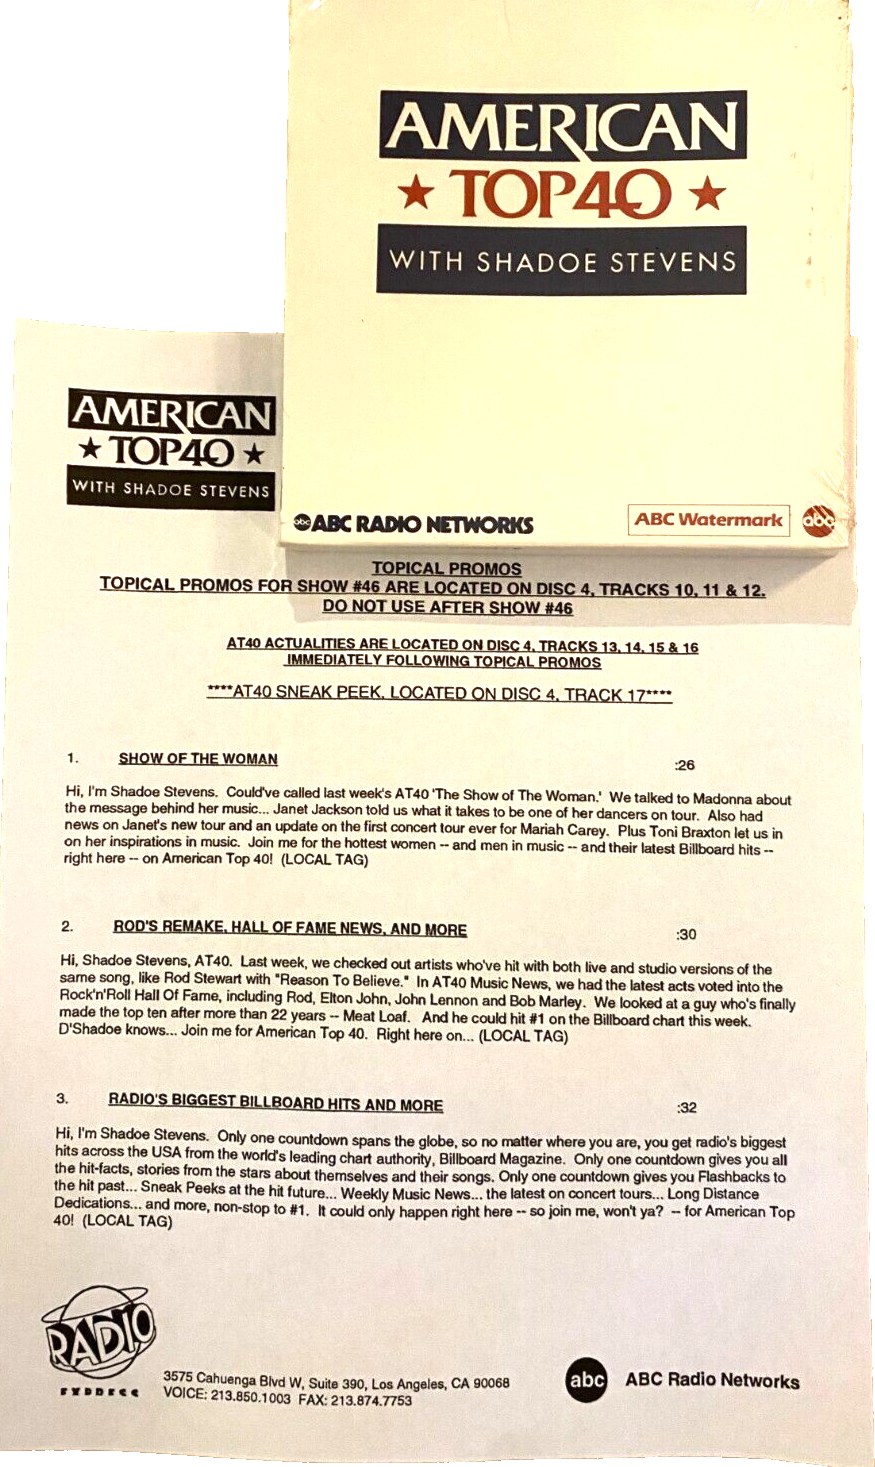 AMERICAN
★ TOP40 ★
WITH SHADOE STEVENS
abc ABC RADIO NETWORKS
ABC Watermark
abc
AMERICAN
★ TOP40 ★
WITH SHADOE STEVENS
TOPICAL PROMOS
TOPICAL PROMOS FOR SHOW #46 ARE LOCATED ON DISC 4, TRACKS 10, 11 & 12.
DO NOT USE AFTER SHOW #46
AT40 ACTUALITIES ARE LOCATED ON DISC 4, TRACKS 13, 14, 15 & 16
IMMEDIATELY FOLLOWING TOPICAL PROMOS
****AT40 SNEAK PEEK, LOCATED ON DISC 4, TRACK 17****
1. SHOW OF THE WOMAN :26
Hi, I'm Shadoe Stevens. Could've called last week's AT40 'The Show of The Woman.' We talked to Madonna about
the message behind her music... Janet Jackson told us what it takes to be one of her dancers on tour. Also had
news on Janet's new tour and an update on the first concert tour ever for Mariah Carey. Plus Toni Braxton let us in
on her inspirations in music. Join me for the hottest women -- and men in music -- and their latest Billboard hits --
right here -- on American Top 40! (LOCAL TAG)
2. ROD'S REMAKE, HALL OF FAME NEWS, AND MORE :30
Hi, Shadoe Stevens, AT40. Last week, we checked out artists who've hit with both live and studio versions of the
same song, like Rod Stewart with "Reason To Believe." In AT40 Music News, we had the latest acts voted into the
Rock'n'Roll Hall Of Fame, including Rod, Elton John, John Lennon and Bob Marley. We looked at a guy who's finally
made the top ten after more than 22 years -- Meat Loaf. And he could hit #1 on the Billboard chart this week.
D'Shadoe knows... Join me for American Top 40. Right here on... (LOCAL TAG)
3. RADIO'S BIGGEST BILLBOARD HITS AND MORE :32
Hi, I'm Shadoe Stevens. Only one countdown spans the globe, so no matter where you are, you get radio's biggest
hits across the USA from the world's leading chart authority, Billboard Magazine. Only one countdown gives you all
the hit-facts, stories from the stars about themselves and their songs. Only one countdown gives you Flashbacks to
the hit past... Sneak Peeks at the hit future... Weekly Music News... the latest on concert tours... Long Distance
Dedications... and more, non-stop to #1. It could only happen right here -- so join me, won't ya? -- for American Top
40! (LOCAL TAG)
RADIO
EXPRESS
3575 Cahuenga Blvd W, Suite 390, Los Angeles, CA 90068
VOICE: 213.850.1003 FAX: 213.874.7753
abc ABC Radio Networks